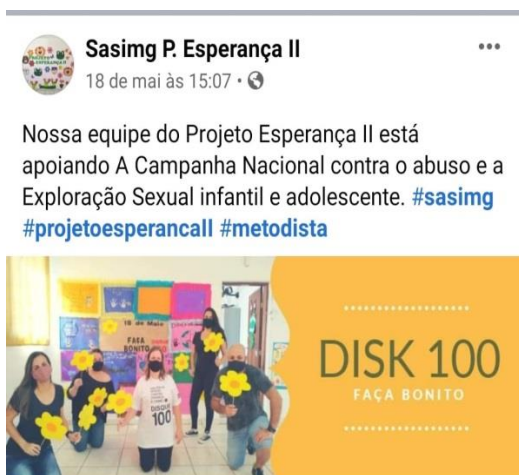 Sasimg P. Esperança II
18 de mai às 15:07
Nossa equipe do Projeto Esperança II está
apoiando A Campanha Nacional contra o abuso e a
Exploração Sexual infantil e adolescente. #sasimg
#projetoesperancaII #metodista
18 de Maio
FAÇA
BONITO
DISQUE
100
DISK 100
FAÇA BONITO